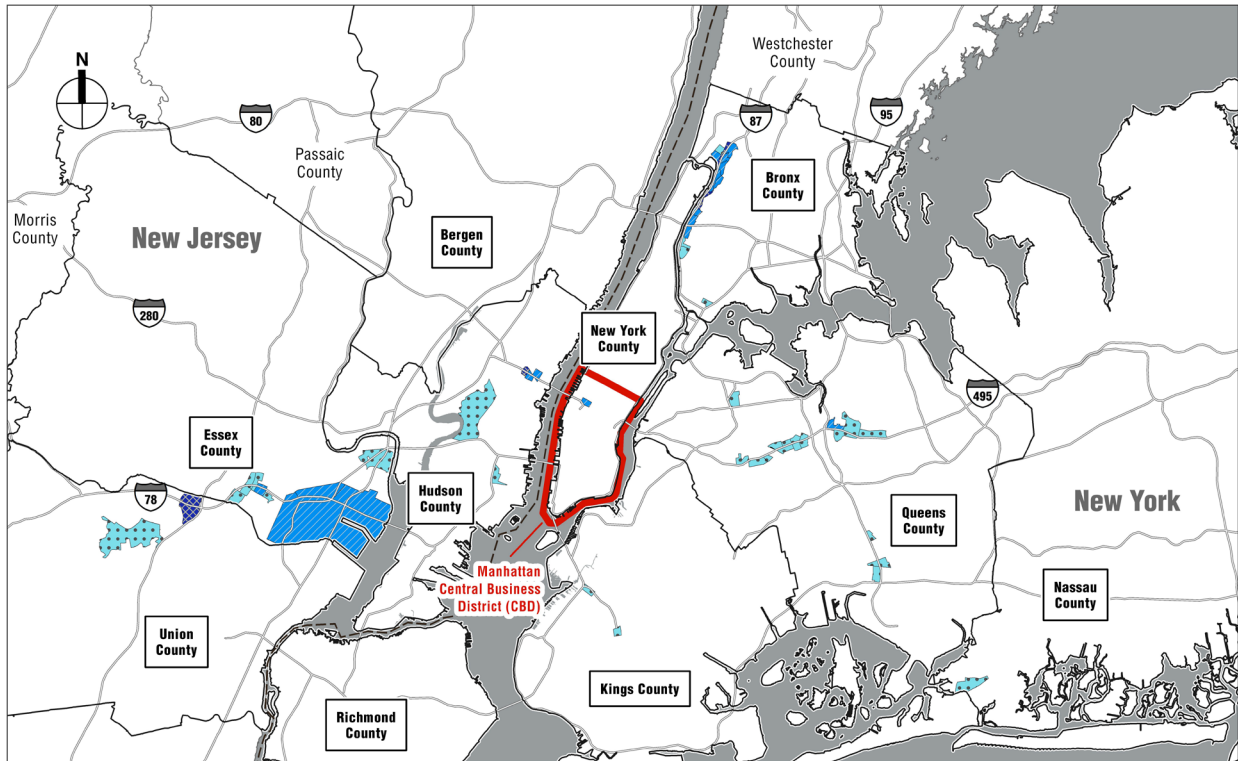 Westchester
County
N
80
87
95
Passaic
County
Bronx
County
Morris
County
New Jersey
Bergen
County
280
New York
County
495
Essex
County
78
Hudson
County
New York
Queens
County
Manhattan
Central Business
District (CBD)
Nassau
County
Union
County
Kings County
Richmond
County